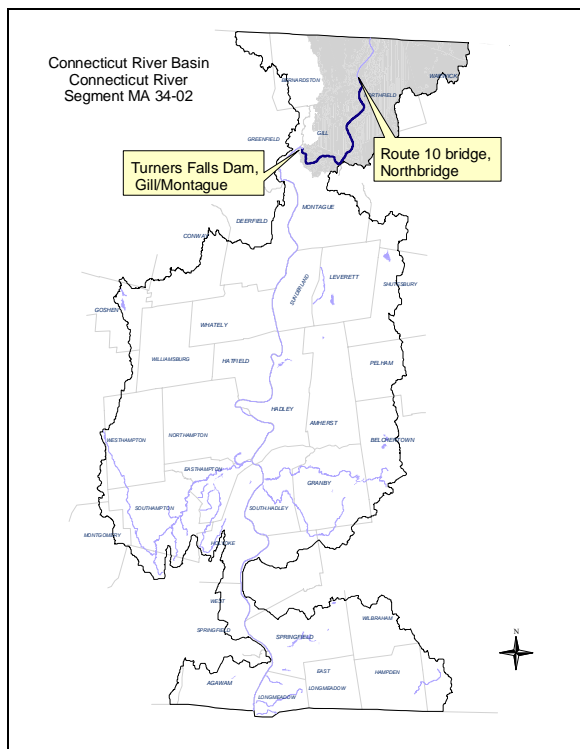 Connecticut River Basin
Connecticut River
Segment MA 34-02
BERNARDSTON
WARWICK
NORTHFIELD
GILL
GREENFIELD
Turners Falls Dam,
Gill/Montague
Route 10 bridge,
Northbridge
MONTAGUE
DEERFIELD
CONWAY
SUNDERLAND
LEVERETT
SHUTESBURY
GOSHEN
WHATELY
WILLIAMSBURG
HATFIELD
PELHAM
HADLEY
AMHERST
WESTHAMPTON
NORTHAMPTON
BELCHERTOWN
EASTHAMPTON
GRANBY
SOUTHAMPTON
SOUTH HADLEY
MONTGOMERY
HOLYOKE
WEST
SPRINGFIELD
WILBRAHAM
SPRINGFIELD
EAST
LONGMEADOW
HAMPDEN
AGAWAM
LONGMEADOW
N